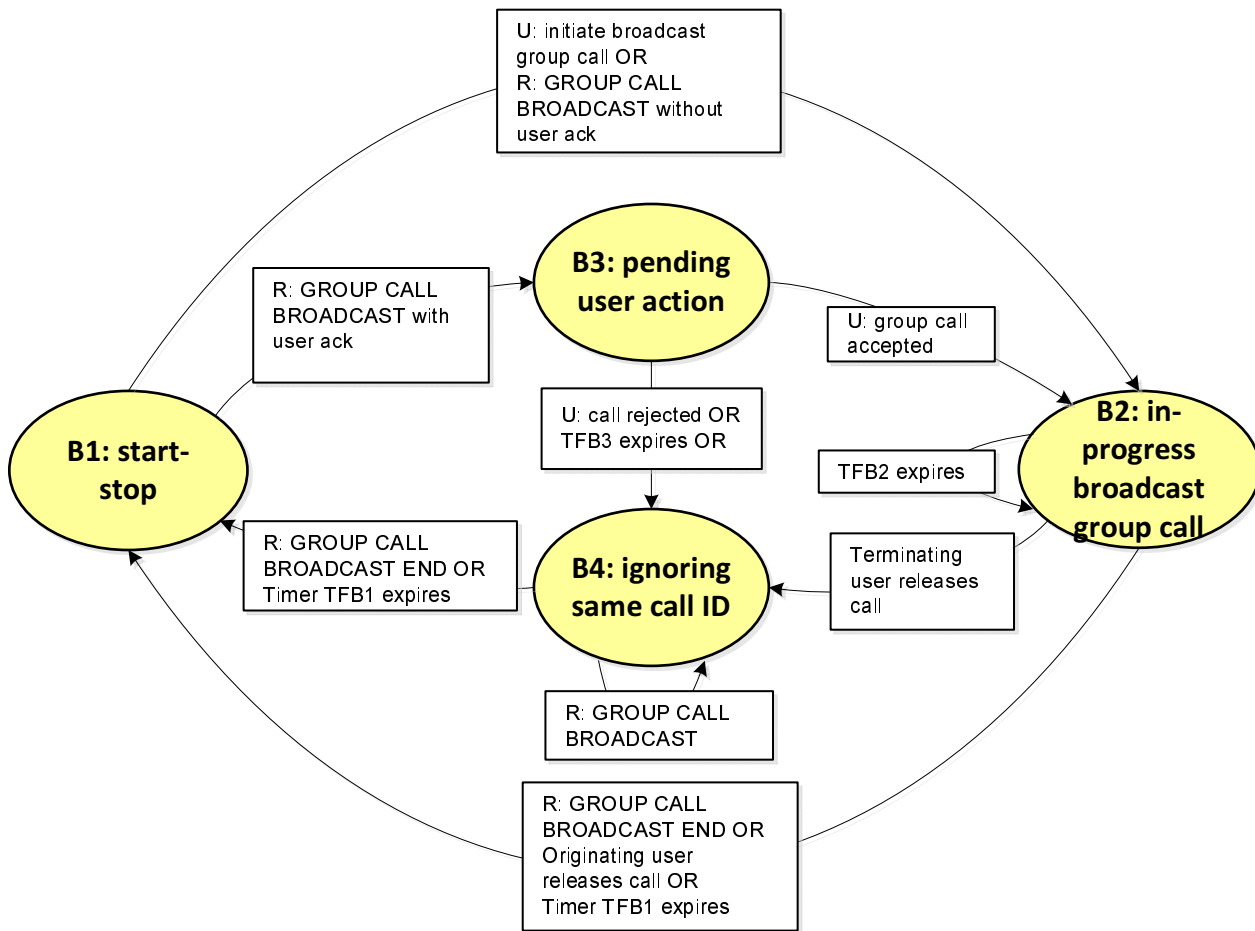 U: initiate broadcast
group call OR
R: GROUP CALL
BROADCAST without
user ack
B3: pending
user action
R: GROUP CALL
BROADCAST with
user ack
U: group call
accepted
U: call rejected OR
TFB3 expires OR
B1: start-
stop
B2: in-
progress
broadcast
group call
TFB2 expires
R: GROUP CALL
BROADCAST END OR
Timer TFB1 expires
B4: ignoring
same call ID
Terminating
user releases
call
R: GROUP CALL
BROADCAST
R: GROUP CALL
BROADCAST END OR
Originating user
releases call OR
Timer TFB1 expires